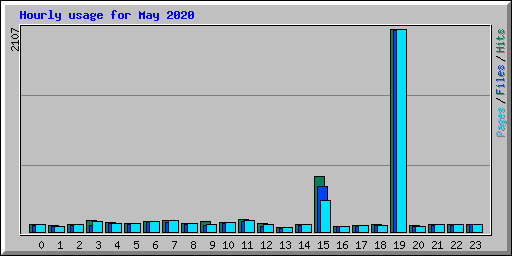 Hourly usage for May 2020
2107
Pages/Files/Hits
0 1 2 3 4 5 6 7 8 9 10 11 12 13 14 15 16 17 18 19 20 21 22 23